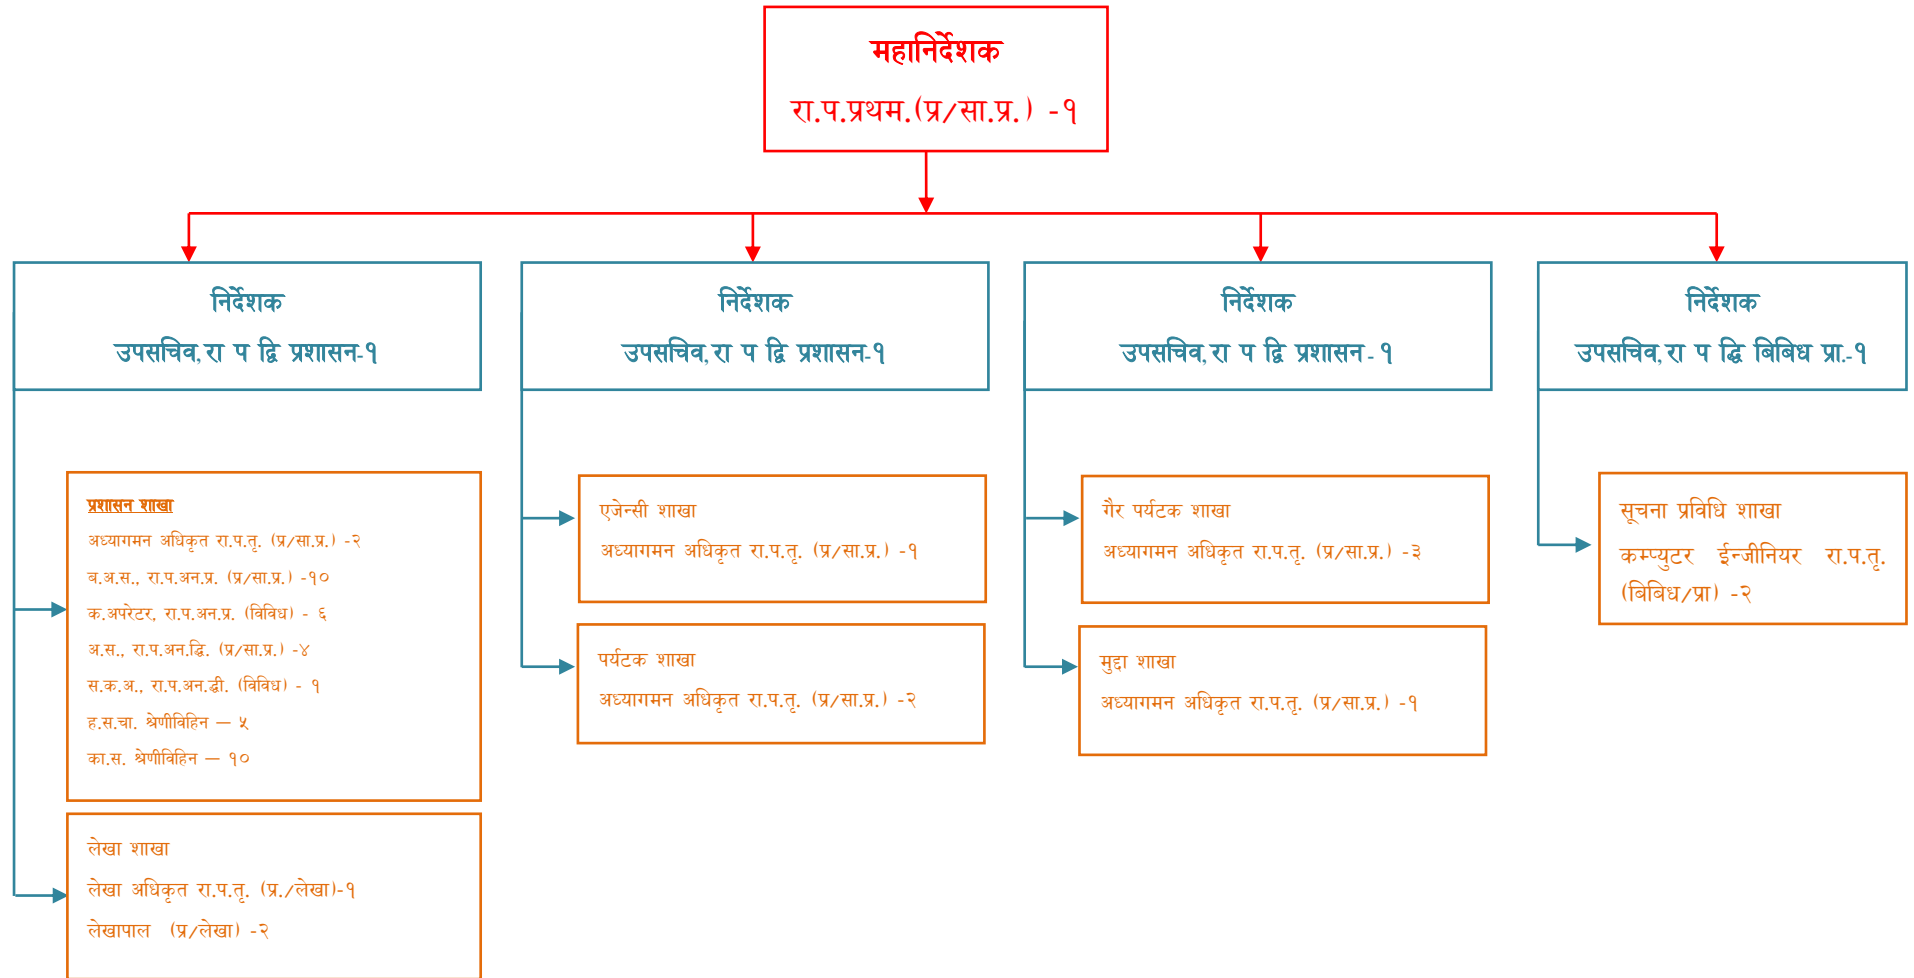 महानिर्देशक
रा.प.प्रथम.(प्र/सा.प्र.) -१
निर्देशक
उपसचिव,रा प द्वि प्रशासन-१
निर्देशक
उपसचिव,रा प द्वि प्रशासन-१
निर्देशक
उपसचिव,रा प द्वि प्रशासन - १
निर्देशक
उपसचिव,रा प द्धि बिबिध प्रा.-१
प्रशासन शाखा
अध्यागमन अधिकृत रा.प.तृ. (प्र/सा.प्र.) -२
ब.अ.स., रा.प.अन.प्र. (प्र/सा.प्र.) -१०
क.अपरेटर, रा.प.अन.प्र. (विविध) - ६
अ.स., रा.प.अन.द्धि. (प्र/सा.प्र.) -४
स.क.अ., रा.प.अन.द्धी. (विविध) - १
ह.स.चा. श्रेणीविहिन — ५
का.स. श्रेणीविहिन — १०
लेखा शाखा
लेखा अधिकृत रा.प.तृ. (प्र./लेखा)-१
लेखापाल (प्र/लेखा) -२
एजेन्सी शाखा
अध्यागमन अधिकृत रा.प.तृ. (प्र/सा.प्र.) -१
पर्यटक शाखा
अध्यागमन अधिकृत रा.प.तृ. (प्र/सा.प्र.) -२
गैर पर्यटक शाखा
अध्यागमन अधिकृत रा.प.तृ. (प्र/सा.प्र.) -३
मुद्दा शाखा
अध्यागमन अधिकृत रा.प.तृ. (प्र/सा.प्र.) -१
सूचना प्रविधि शाखा
कम्प्युटर ईन्जीनियर रा.प.तृ.
(बिबिध/प्रा) -२